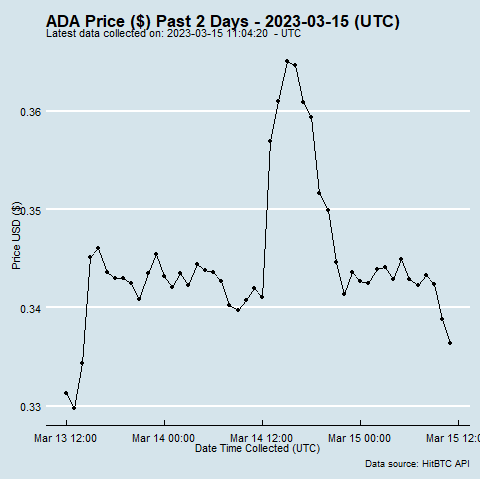 ADA Price ($) Past 2 Days - 2023-03-15 (UTC)
Latest data collected on: 2023-03-15 11:04:20 - UTC
0.36
0.35
0.34
0.33
Price USD ($)
Mar 13 12:00 Mar 14 00:00 Mar 14 12:00 Mar 15 00:00 Mar 15 12:00
Date Time Collected (UTC)
Data source: HitBTC API